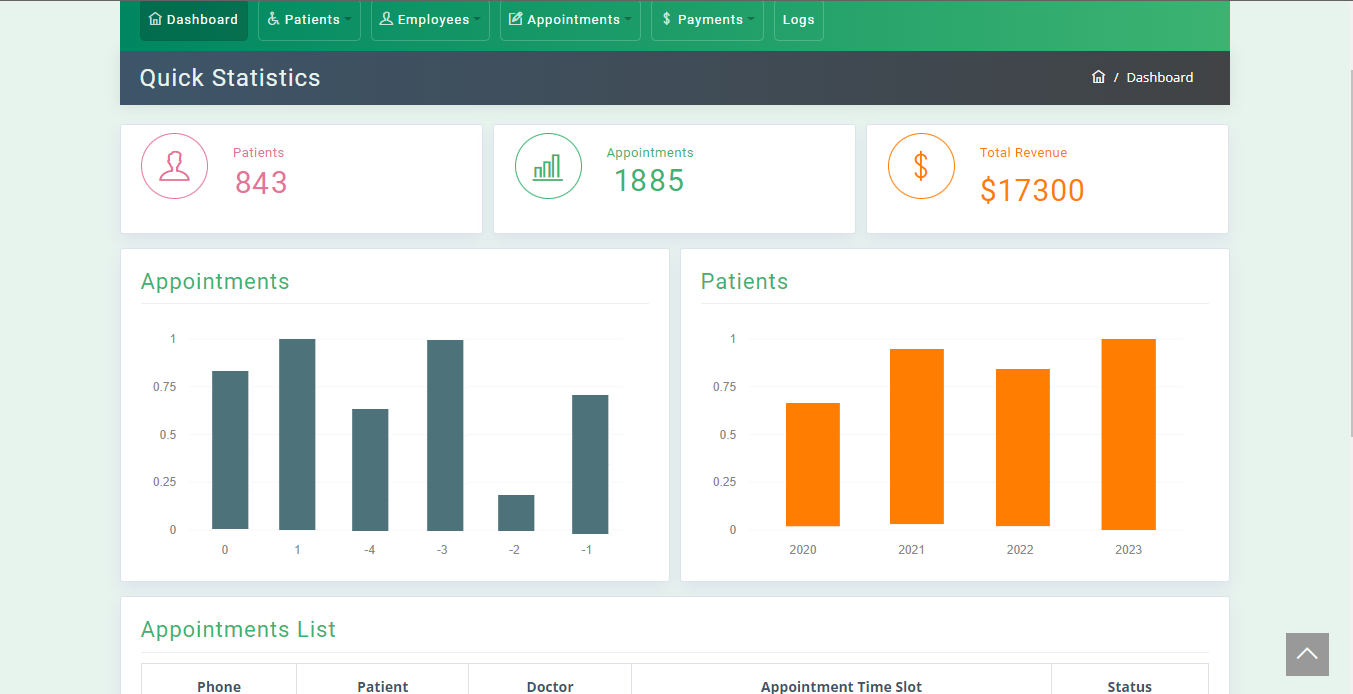 Dashboard Patients Employees Appointments $ Payments Logs
Quick Statistics
/ Dashboard
Patients
843
Appointments
1885
$
Total Revenue
$17300
Appointments
1
0.75
0.5
0.25
0
0 1 -4 -3 -2 -1
Patients
1
0.75
0.5
0.25
0
2020 2021 2022 2023
Appointments List
Phone Patient Doctor Appointment Time Slot Status